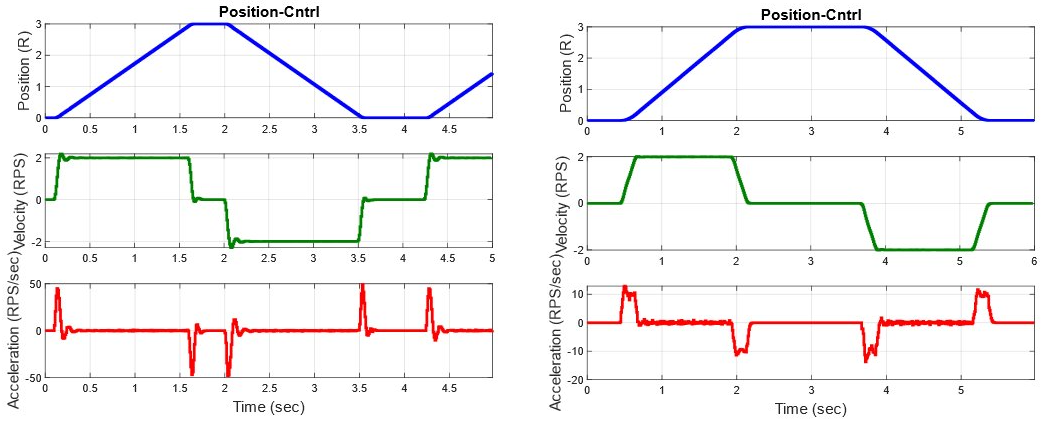 Position-Cntrl
Position (R)
3
2
1
0
0 0.5 1 1.5 2 2.5 3 3.5 4 4.5
Velocity (RPS)
2
0
-2
0 0.5 1 1.5 2 2.5 3 3.5 4 4.5 5
Acceleration (RPS/sec)
50
0
-50
0 0.5 1 1.5 2 2.5 3 3.5 4 4.5
Time (sec)
Position-Cntrl
Position (R)
3
2
1
0
0 1 2 3 4 5
Velocity (RPS)
2
0
-2
0 1 2 3 4 5 6
Acceleration (RPS/sec)
10
0
-10
-20
0 1 2 3 4 5
Time (sec)